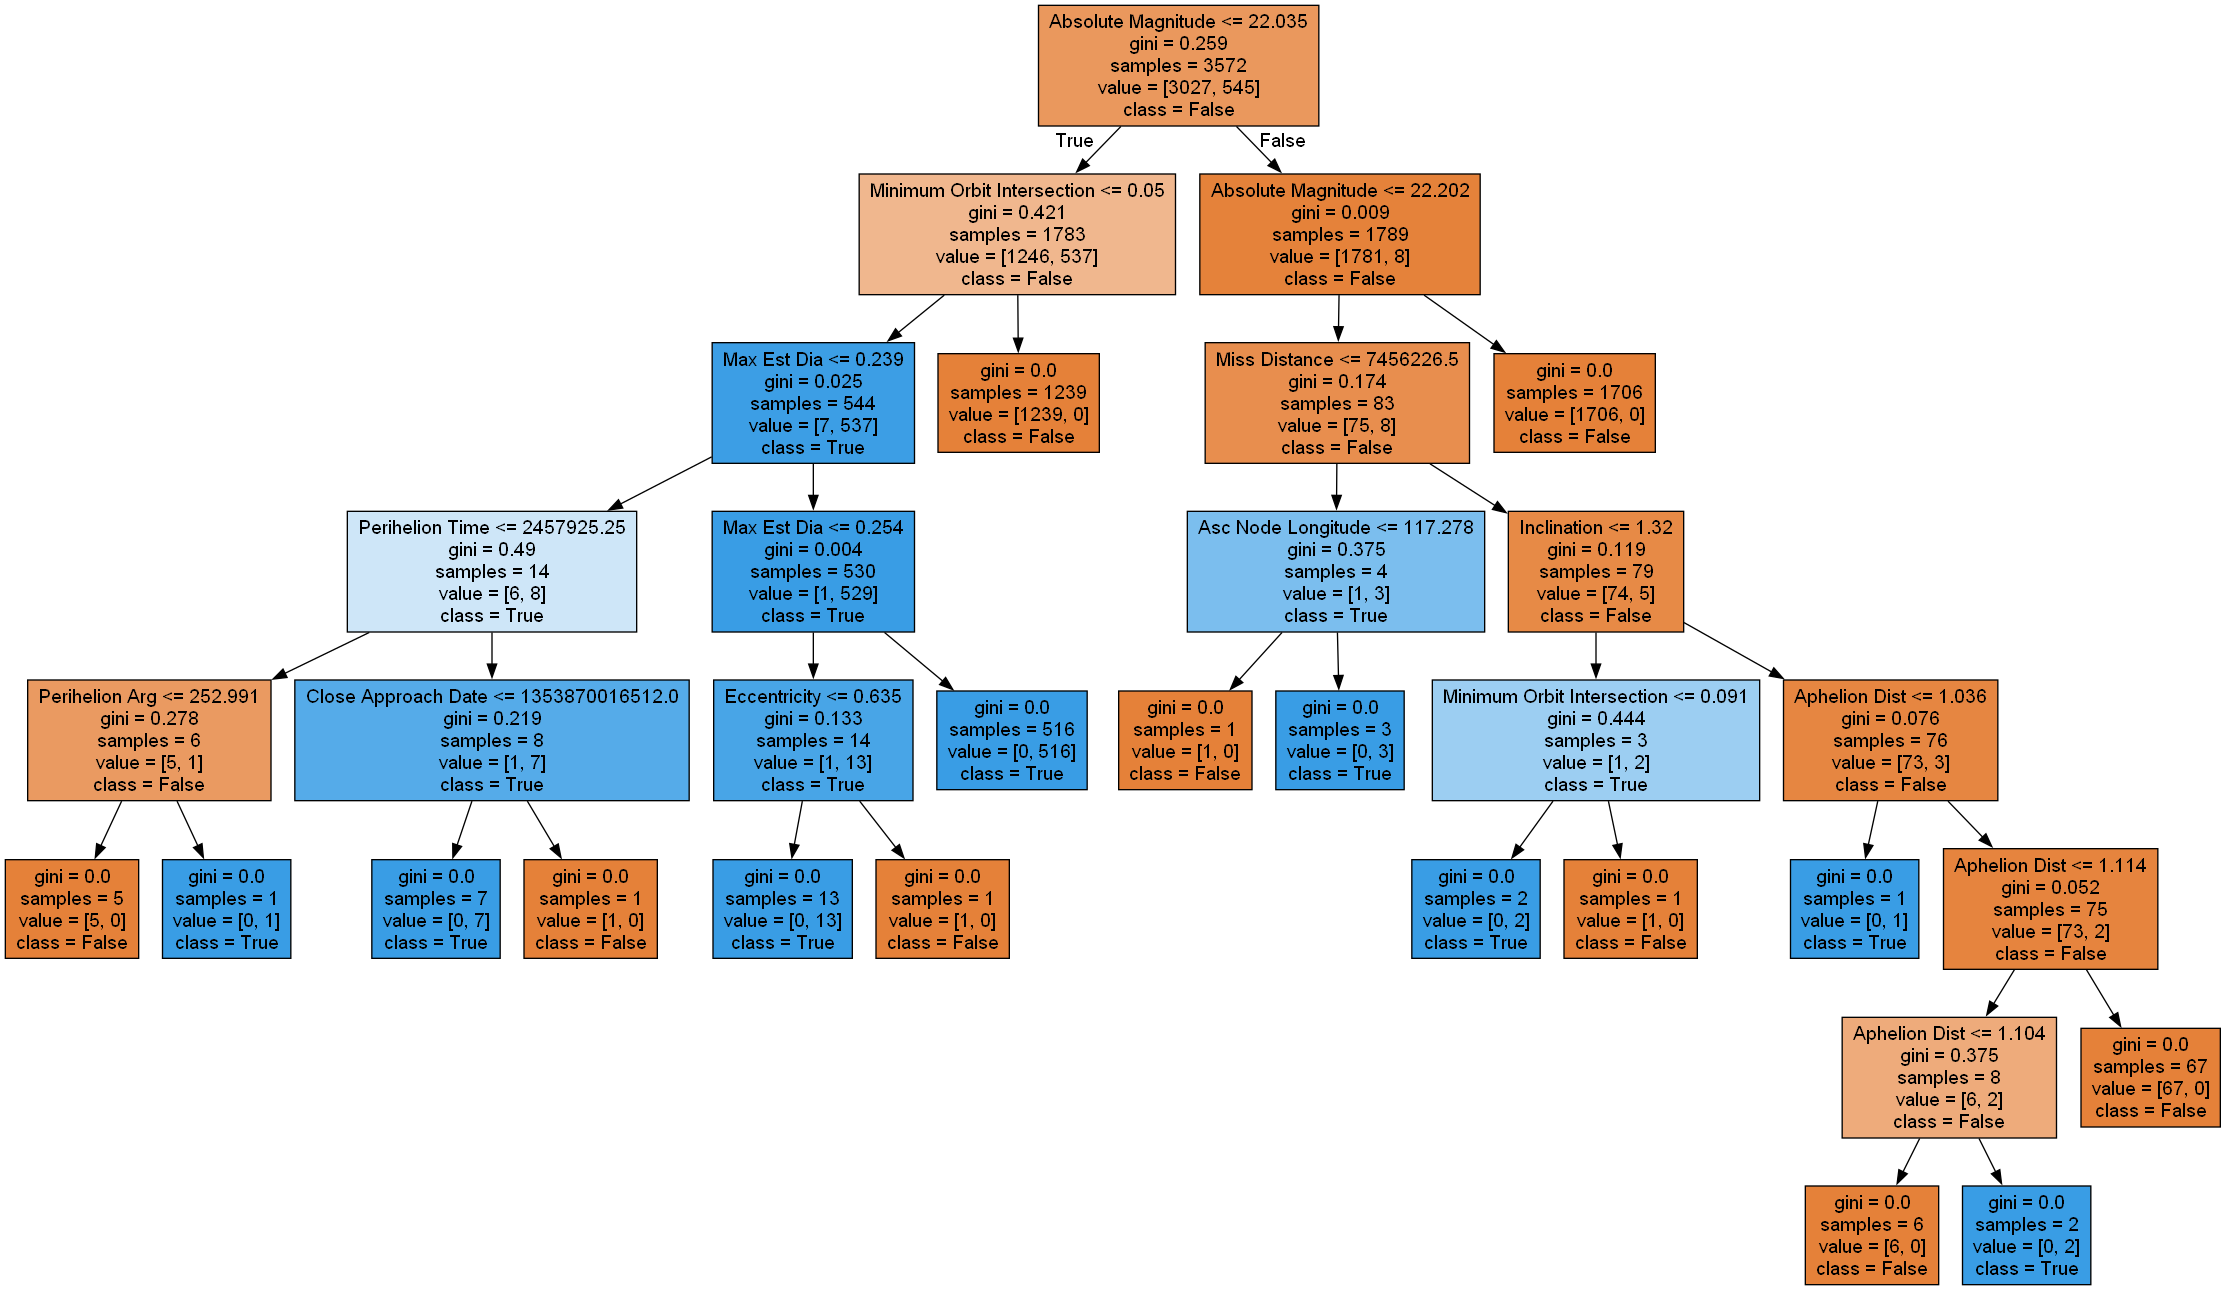 Absolute Magnitude <= 22.035
gini = 0.259
samples = 3572
value = [3027, 545]
class = False
True
False
Minimum Orbit Intersection <= 0.05
gini = 0.421
samples = 1783
value = [1246, 537]
class = False
Absolute Magnitude <= 22.202
gini = 0.009
samples = 1789
value = [1781, 8]
class = False
Max Est Dia <= 0.239
gini = 0.025
samples = 544
value = [7, 537]
class = True
gini = 0.0
samples = 1239
value = [1239, 0]
class = False
Miss Distance <= 7456226.5
gini = 0.174
samples = 83
value = [75, 8]
class = False
gini = 0.0
samples = 1706
value = [1706, 0]
class = False
Perihelion Time <= 2457925.25
gini = 0.49
samples = 14
value = [6, 8]
class = True
Max Est Dia <= 0.254
gini = 0.004
samples = 530
value = [1, 529]
class = True
Asc Node Longitude <= 117.278
gini = 0.375
samples = 4
value = [1, 3]
class = True
Inclination <= 1.32
gini = 0.119
samples = 79
value = [74, 5]
class = False
Perihelion Arg <= 252.991
gini = 0.278
samples = 6
value = [5, 1]
class = False
Close Approach Date <= 1353870016512.0
gini = 0.219
samples = 8
value = [1, 7]
class = True
Eccentricity <= 0.635
gini = 0.133
samples = 14
value = [1, 13]
class = True
gini = 0.0
samples = 516
value = [0, 516]
class = True
gini = 0.0
samples = 1
value = [1, 0]
class = False
gini = 0.0
samples = 3
value = [0, 3]
class = True
Minimum Orbit Intersection <= 0.091
gini = 0.444
samples = 3
value = [1, 2]
class = True
Aphelion Dist <= 1.036
gini = 0.076
samples = 76
value = [73, 3]
class = False
gini = 0.0
samples = 5
value = [5, 0]
class = False
gini = 0.0
samples = 1
value = [0, 1]
class = True
gini = 0.0
samples = 7
value = [0, 7]
class = True
gini = 0.0
samples = 1
value = [1, 0]
class = False
gini = 0.0
samples = 13
value = [0, 13]
class = True
gini = 0.0
samples = 1
value = [1, 0]
class = False
gini = 0.0
samples = 2
value = [0, 2]
class = True
gini = 0.0
samples = 1
value = [1, 0]
class = False
gini = 0.0
samples = 1
value = [0, 1]
class = True
Aphelion Dist <= 1.114
gini = 0.052
samples = 75
value = [73, 2]
class = False
Aphelion Dist <= 1.104
gini = 0.375
samples = 8
value = [6, 2]
class = False
gini = 0.0
samples = 67
value = [67, 0]
class = False
gini = 0.0
samples = 6
value = [6, 0]
class = False
gini = 0.0
samples = 2
value = [0, 2]
class = True